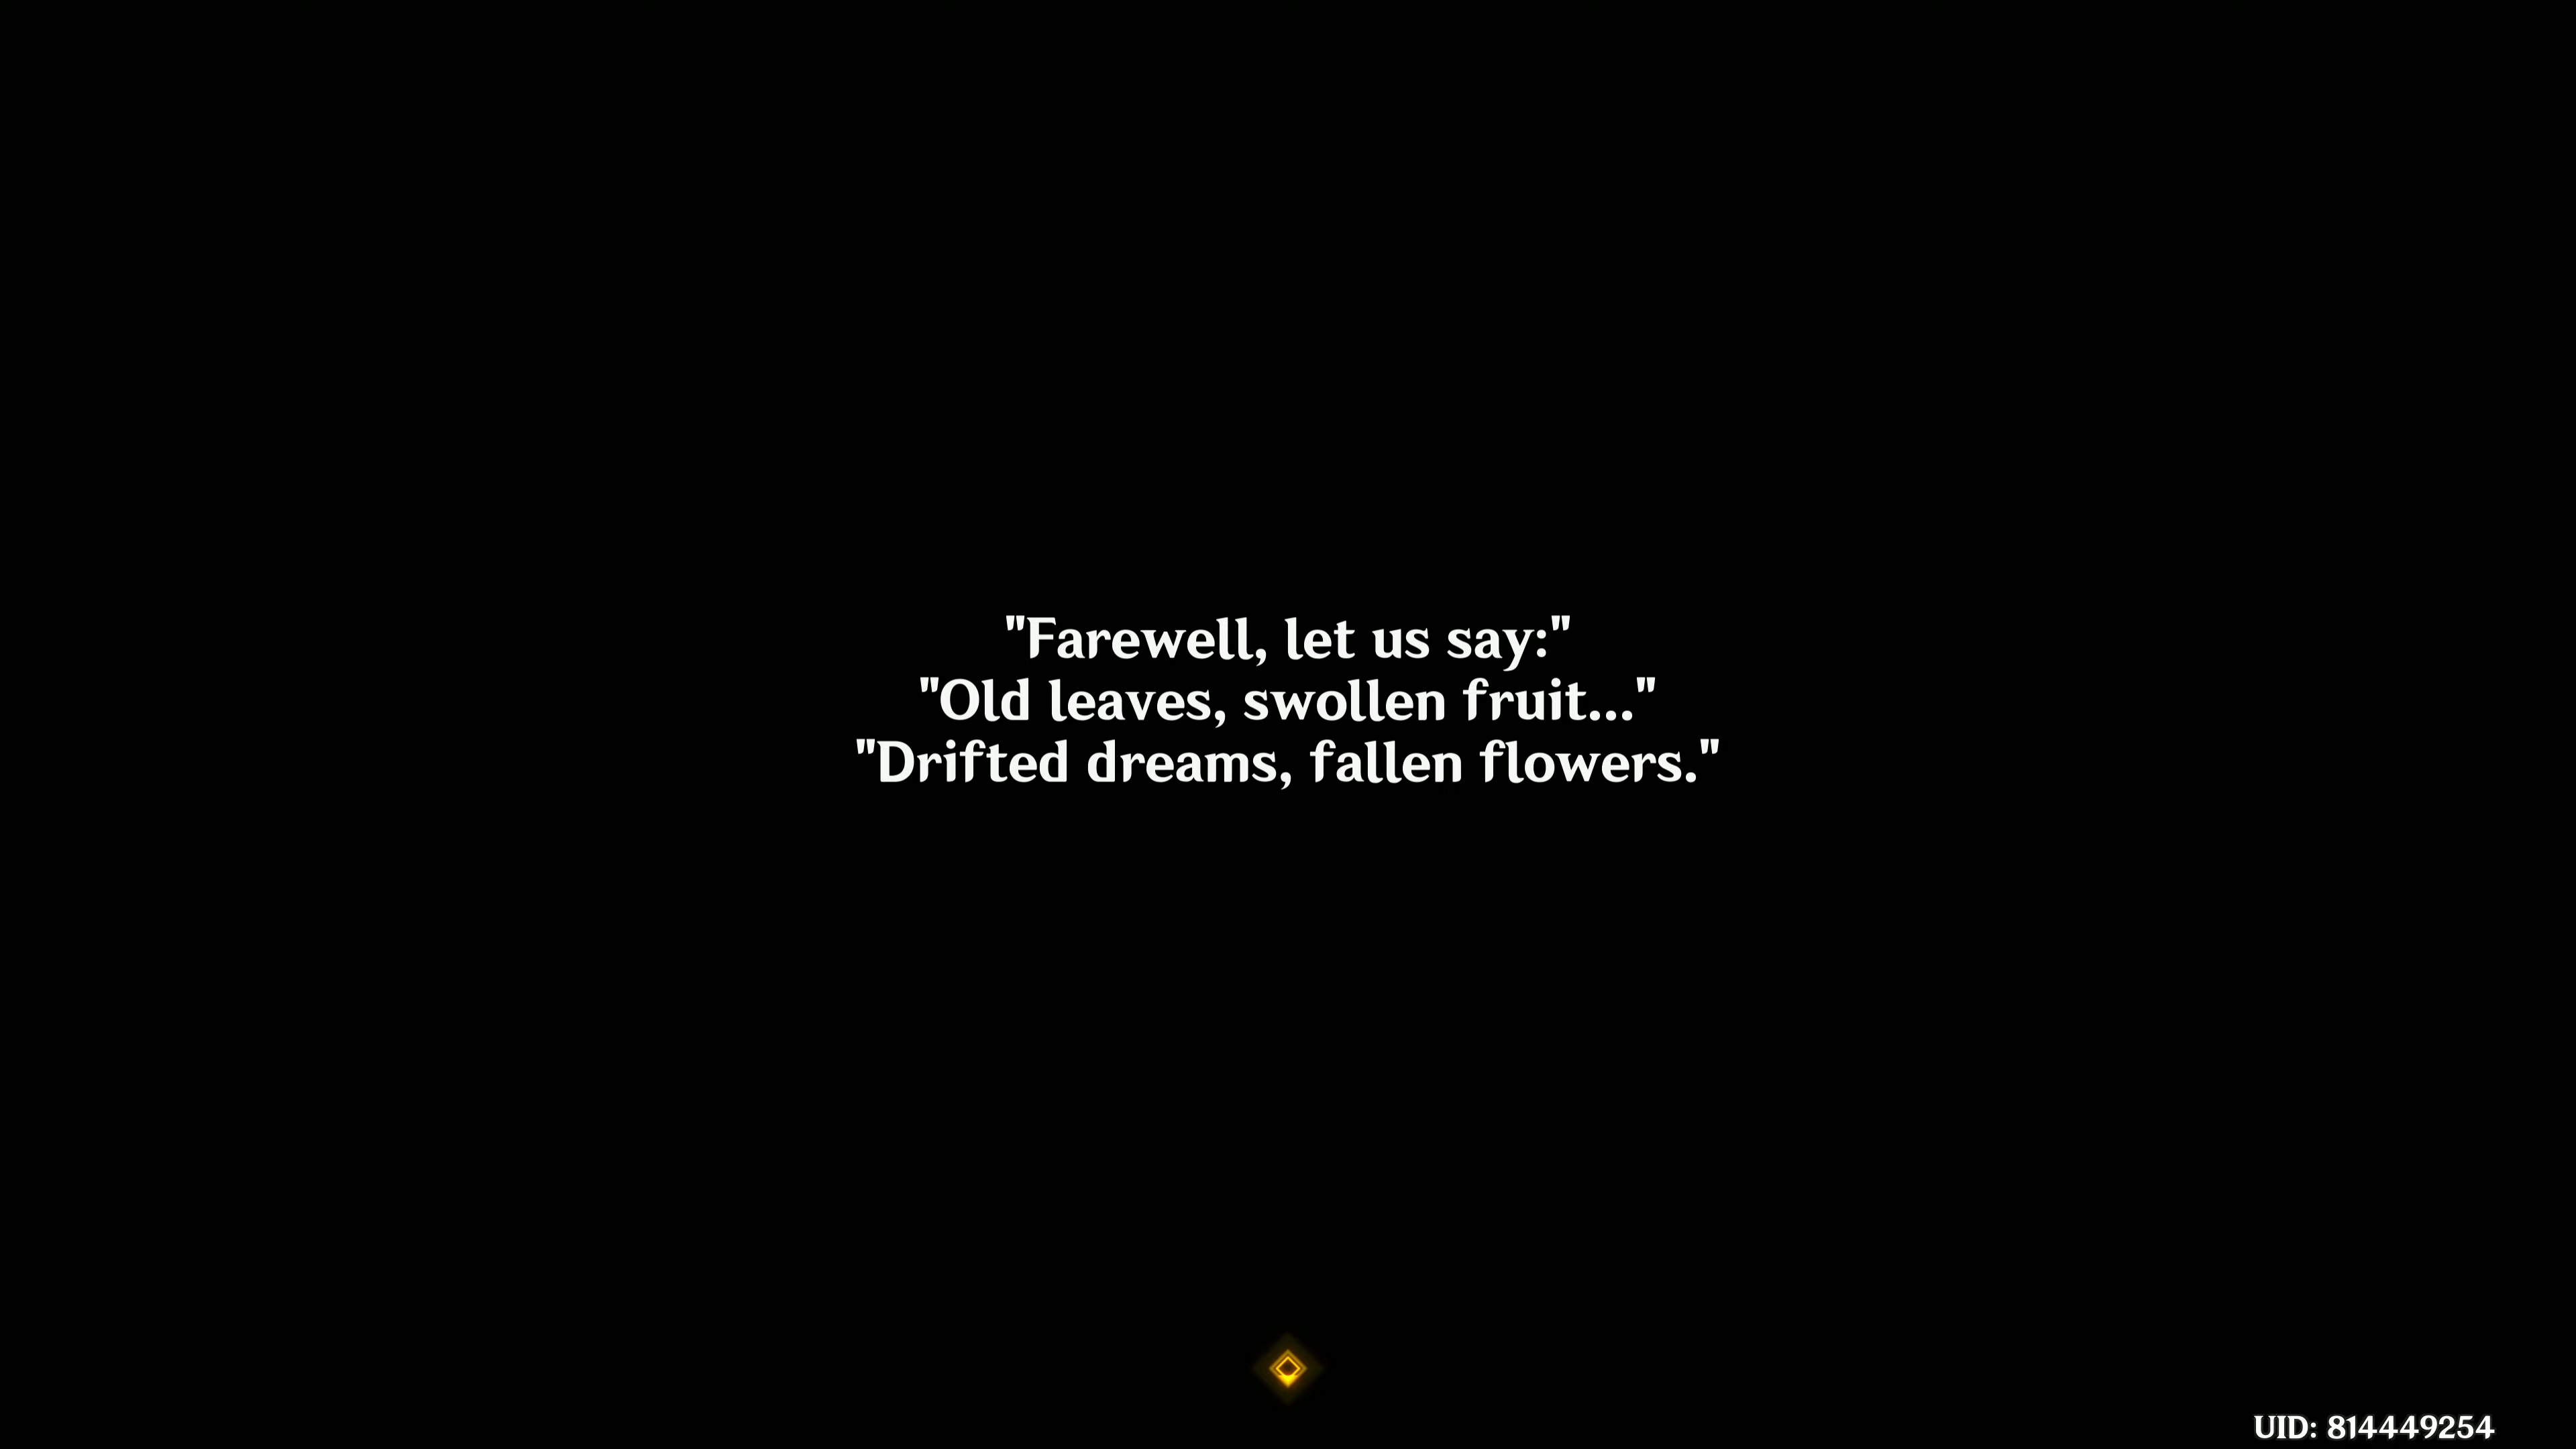 "Farewell, let us say:"
"Old leaves, swollen fruit..."
"Drifted dreams, fallen flowers."
UID: 814449254